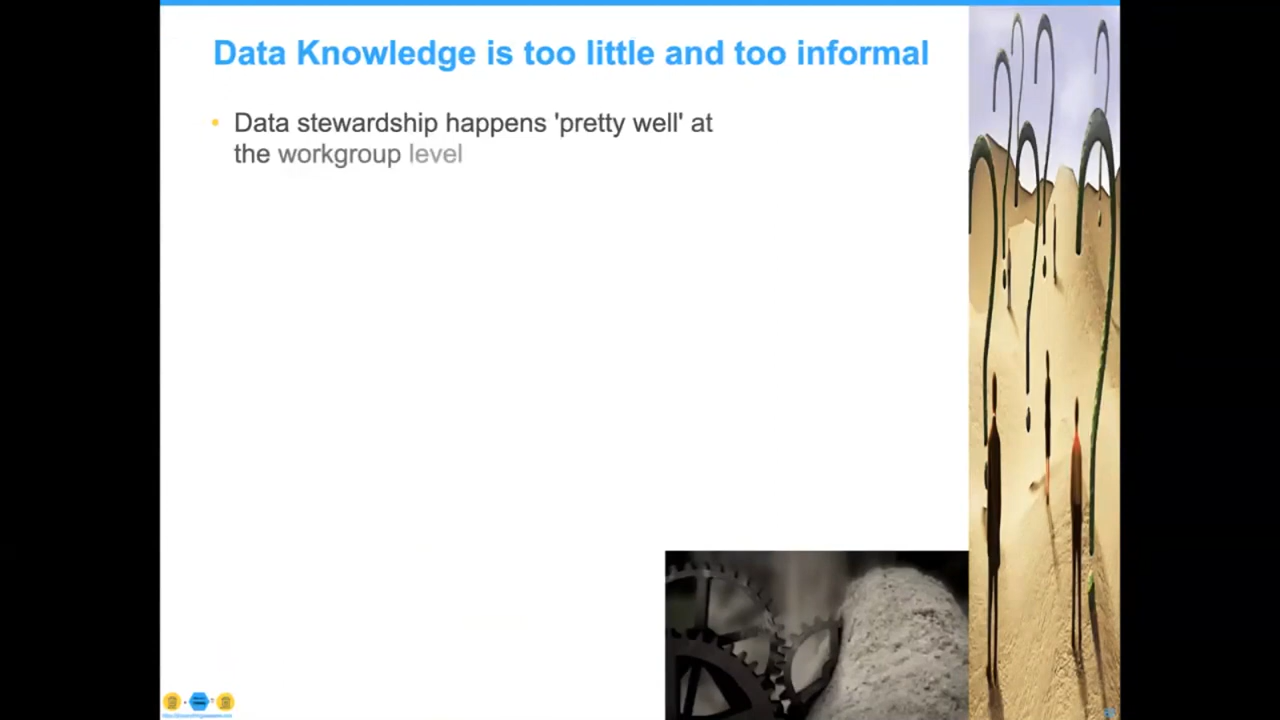 Data Knowledge is too little and too informal
• Data stewardship happens 'pretty well' at
the workgroup level